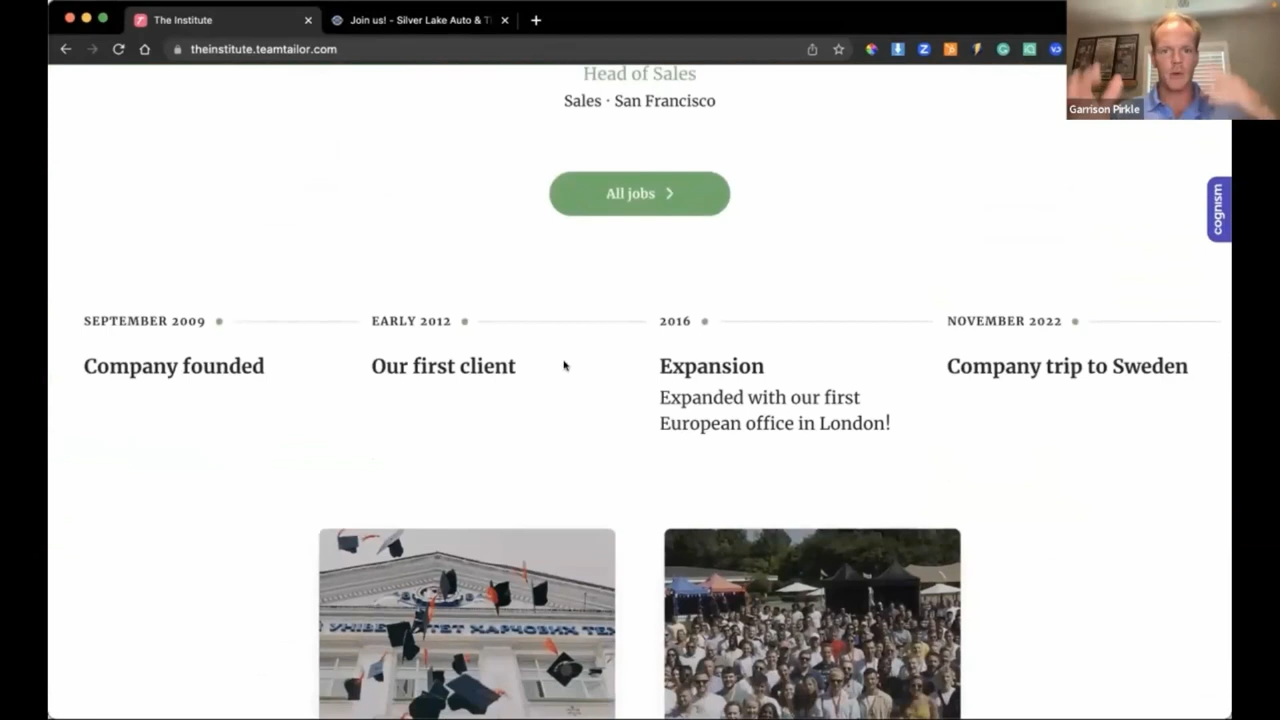 The Institute
Join us! - Silver Lake Auto & Ti
theinstitute.teamtailor.com
Garrison Pirkle
Head of Sales
Sales · San Francisco
All jobs
cognism
SEPTEMBER 2009
EARLY 2012
2016
NOVEMBER 2022
Company founded
Our first client
Expansion
Company trip to Sweden
Expanded with our first
European office in London!
УНІВЕРСИТЕТ ХАРЧОВИХ ТЕХ